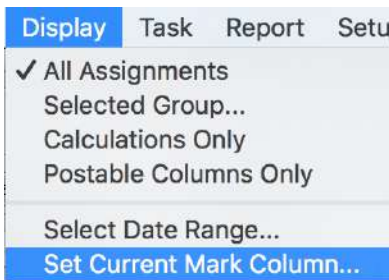 Display Task Report Setu
✓ All Assignments
Selected Group...
Calculations Only
Postable Columns Only
Select Date Range...
Set Current Mark Column...